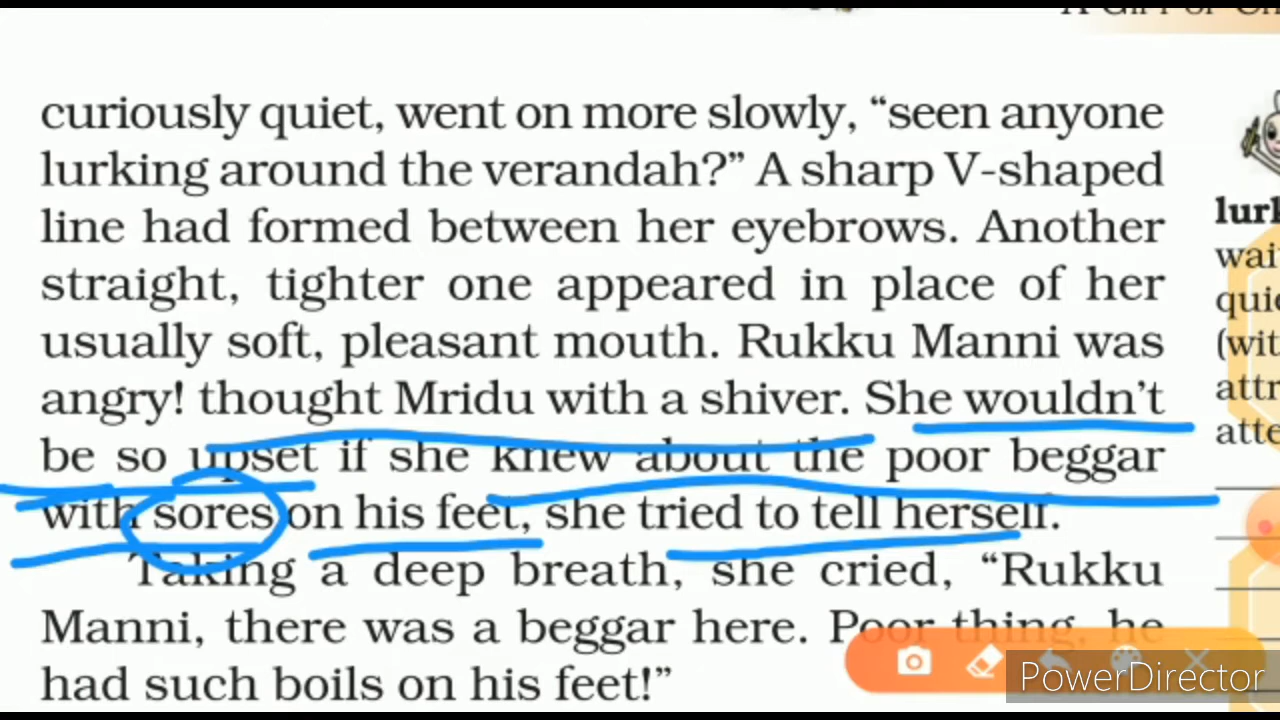 curiously quiet, went on more slowly, “seen anyone
lurking around the verandah?” A sharp V-shaped
line had formed between her eyebrows. Another
straight, tighter one appeared in place of her
usually soft, pleasant mouth. Rukku Manni was
angry! thought Mridu with a shiver. She wouldn’t
be so upset if she knew about the poor beggar
with sores on his feet, she tried to tell herself.
Taking a deep breath, she cried, “Rukku
Manni, there was a beggar here. Poor thing, he
had such boils on his feet!”
PowerDirector